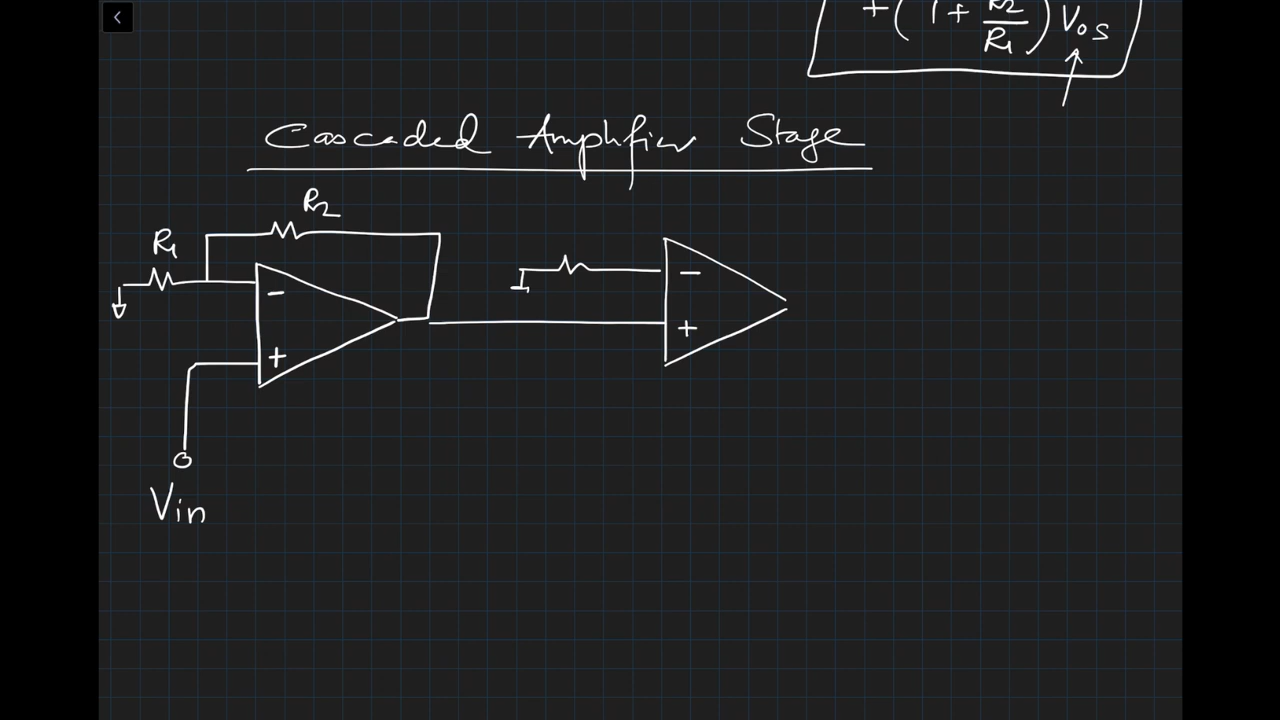 +(1+R2/R1)Vos
Cascaded Amplifier Stage
R2
R1
-
+
-
+
Vin